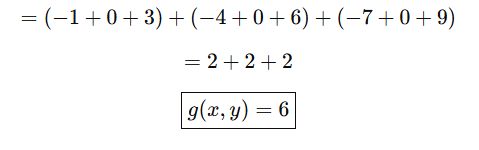 = (−1 + 0 + 3) + (−4 + 0 + 6) + (−7 + 0 + 9)
= 2 + 2 + 2
g(x, y) = 6